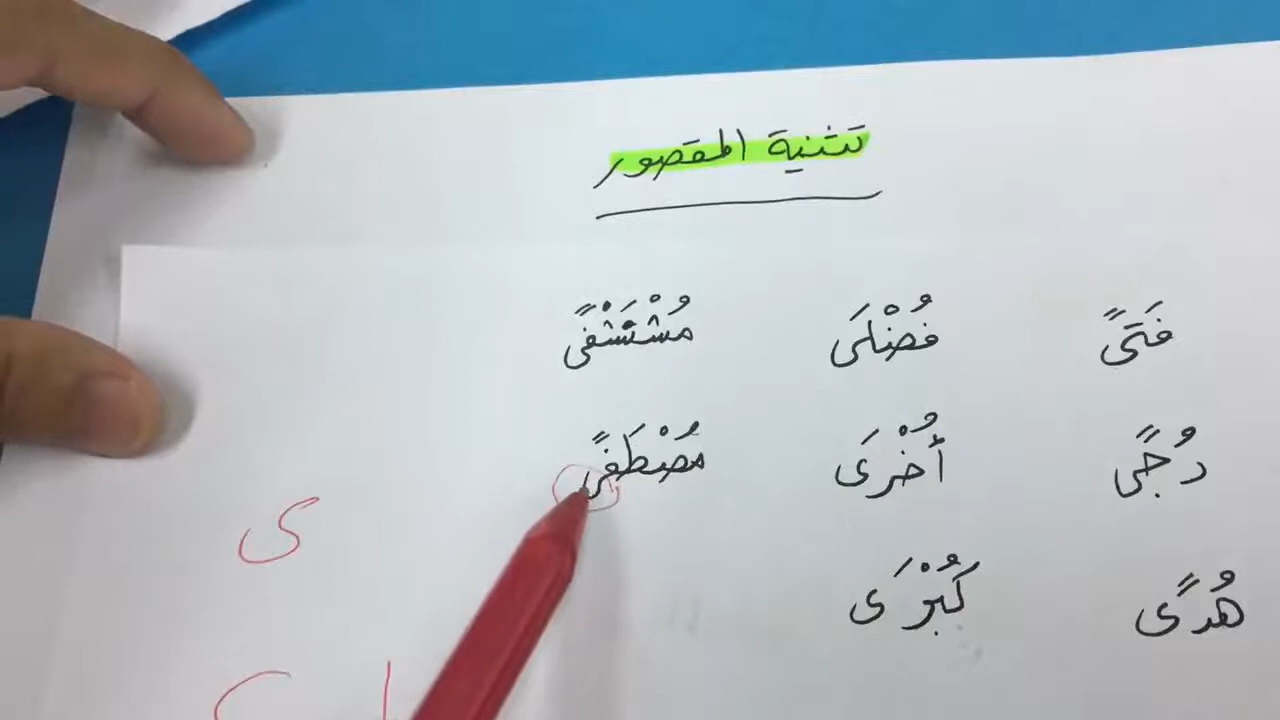 تثنية المقصور
فَتَىً فُضْلَى مُسْتَشْفَىً
دُجًى أُخْرَى مُصْطَفًى
هُدًى كُبْرَى
ى